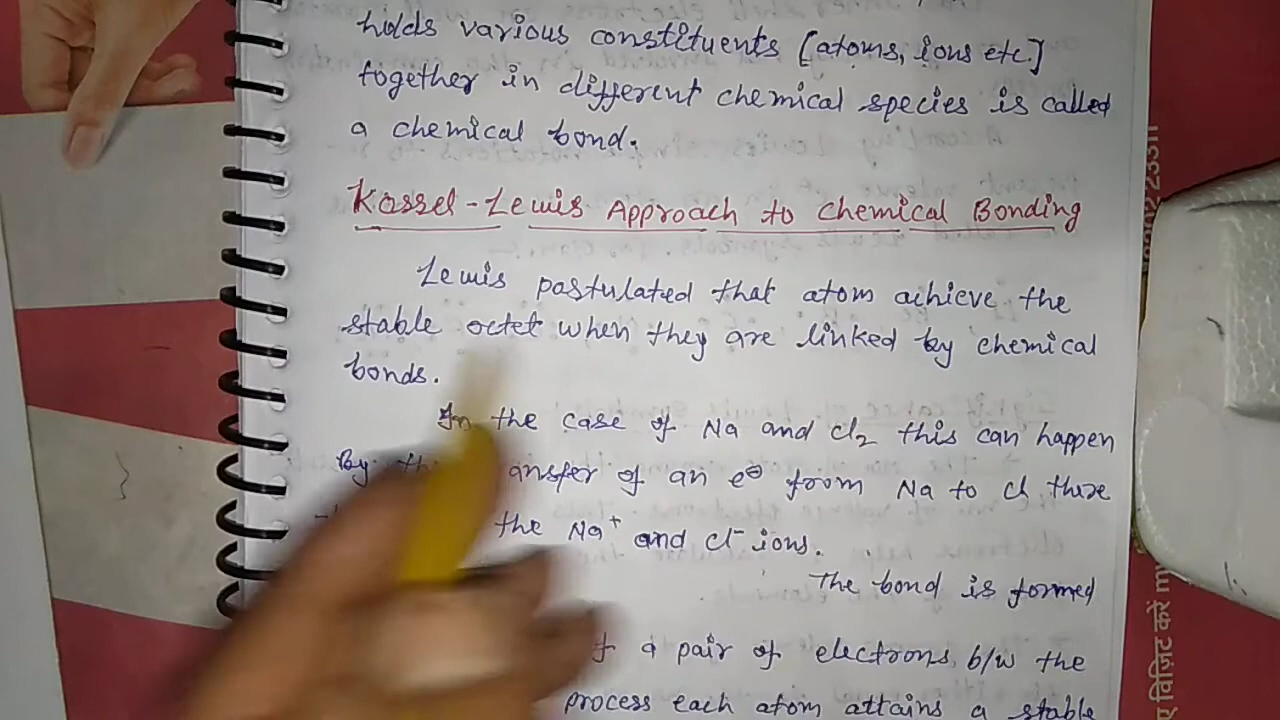 holds various constituents [atoms, ions etc.]
together in different chemical species is called
a chemical bond.
Kossel-Lewis Approach to Chemical Bonding
Lewis postulated that atom achieve the
stable octet when they are linked by chemical
bonds.
In the case of Na and Cl2 this can happen
By ansfer of an e⊖ from Na to Cl there
the Na+ and Cl- ions.
The bond is formed
a pair of electrons b/w the
process each atom attains a stable
विज़िट करें